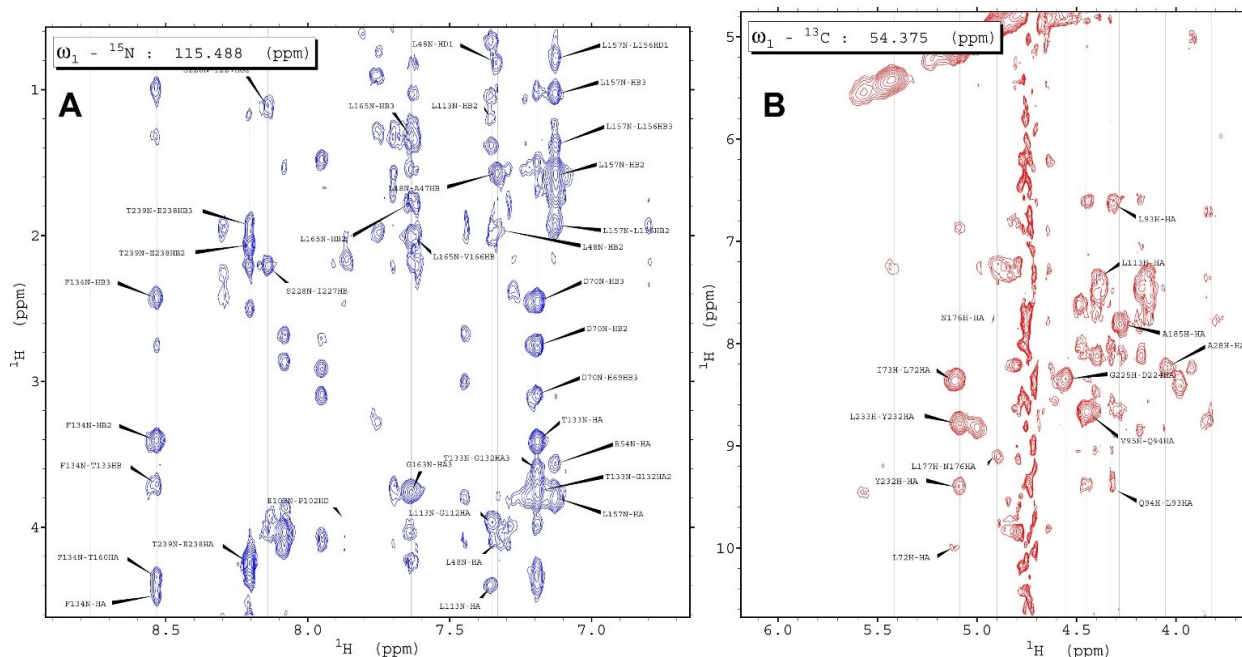 ω₁ - ¹⁵N : 115.488 (ppm)
A
L48N-HD1
L157N-L156HD1
L165N-HB3
L113N-HB2
L157N-HB3
L157N-L156HB3
L157N-HB2
L48N-A47HB
T239N-E238HB3
L157N-L156HB2
L165N-HB2
L48N-HB2
T239N-E238HB2
L165N-V166HB
F134N-HB3
S228N-I227HB
D70N-HB3
D70N-HB2
D70N-H69HB3
F134N-HB2
T133N-HA
F134N-T133HB
T133N-G132HA3
R54N-HA
G163N-HA3
T133N-G132HA2
E103N-P102HD
L113N-G112HA
L157N-HA
T239N-E238HA
F134N-T160HA
L48N-HA
F134N-HA
L113N-HA
1
2
3
4
¹H (ppm)
8.5
8.0
7.5
7.0
¹H (ppm)
ω₁ - ¹³C : 54.375 (ppm)
B
L93H-HA
L113H-HA
N176H-HA
A185H-HA
A28H-HA
I73H-L72HA
G225H-D224HA
L233H-Y232HA
V95H-Q94HA
L177H-N176HA
Y232H-HA
Q94H-L93HA
L72H-HA
5
6
7
8
9
10
¹H (ppm)
6.0
5.5
5.0
4.5
4.0
¹H (ppm)